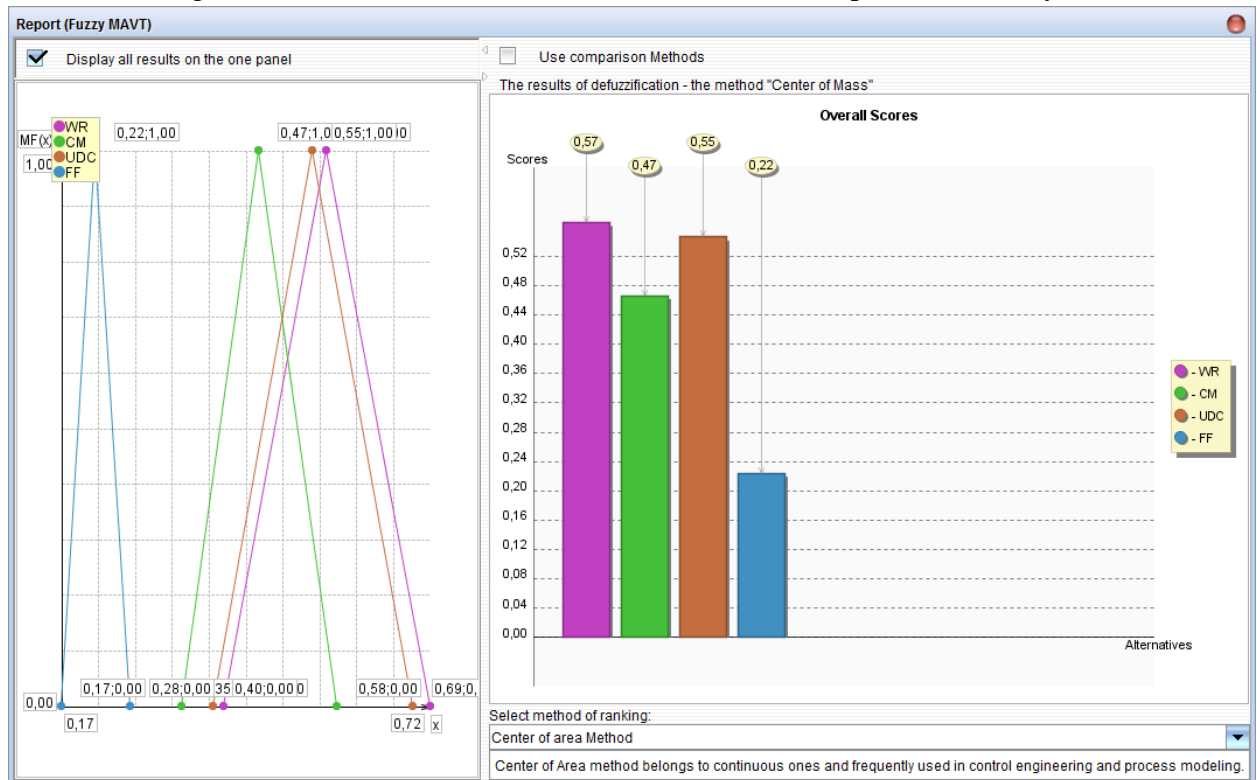 Report (Fuzzy MAVT)
Display all results on the one panel
MF(x)
WR
CM
UDC
FF
1,00
0,22;1,00
0,47;1,0
0,55;1,00
0,17;0,00
0,28;0,00
35
0,40;0,00
0
0,58;0,00
0,69;0,
0,00
0,17
0,72
x
Use comparison Methods
The results of defuzzification - the method "Center of Mass"
Overall Scores
Scores
0,57
0,47
0,55
0,22
0,52
0,48
0,44
0,40
0,36
0,32
0,28
0,24
0,20
0,16
0,12
0,08
0,04
0,00
Alternatives
- WR
- CM
- UDC
- FF
Select method of ranking:
Center of area Method
Center of Area method belongs to continuous ones and frequently used in control engineering and process modeling.